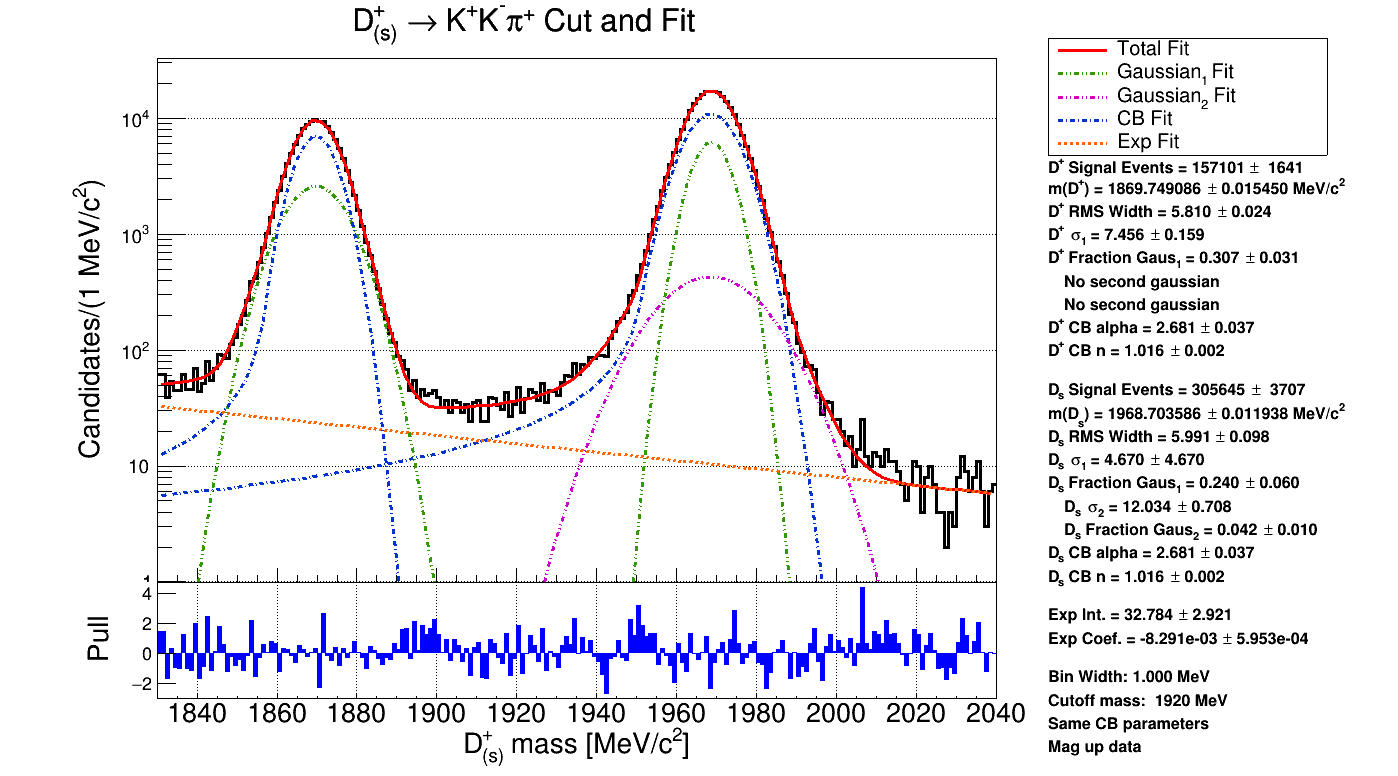 D⁺₍ₛ₎ → K⁺K⁻π⁺ Cut and Fit
Total Fit
Gaussian₁ Fit
Gaussian₂ Fit
CB Fit
Exp Fit
D⁺ Signal Events = 157101 ± 1641
m(D⁺) = 1869.749086 ± 0.015450 MeV/c²
D⁺ RMS Width = 5.810 ± 0.024
D⁺ σ₁ = 7.456 ± 0.159
D⁺ Fraction Gaus₁ = 0.307 ± 0.031
No second gaussian
No second gaussian
D⁺ CB alpha = 2.681 ± 0.037
D⁺ CB n = 1.016 ± 0.002
Dₛ Signal Events = 305645 ± 3707
m(Dₛ) = 1968.703586 ± 0.011938 MeV/c²
Dₛ RMS Width = 5.991 ± 0.098
Dₛ σ₁ = 4.670 ± 4.670
Dₛ Fraction Gaus₁ = 0.240 ± 0.060
Dₛ σ₂ = 12.034 ± 0.708
Dₛ Fraction Gaus₂ = 0.042 ± 0.010
Dₛ CB alpha = 2.681 ± 0.037
Dₛ CB n = 1.016 ± 0.002
Exp Int. = 32.784 ± 2.921
Exp Coef. = -8.291e-03 ± 5.953e-04
Bin Width: 1.000 MeV
Cutoff mass: 1920 MeV
Same CB parameters
Mag up data
Candidates/(1 MeV/c²)
10⁴
10³
10²
10
1
Pull
4
2
0
−2
1840 1860 1880 1900 1920 1940 1960 1980 2000 2020 2040
D⁺₍ₛ₎ mass [MeV/c²]